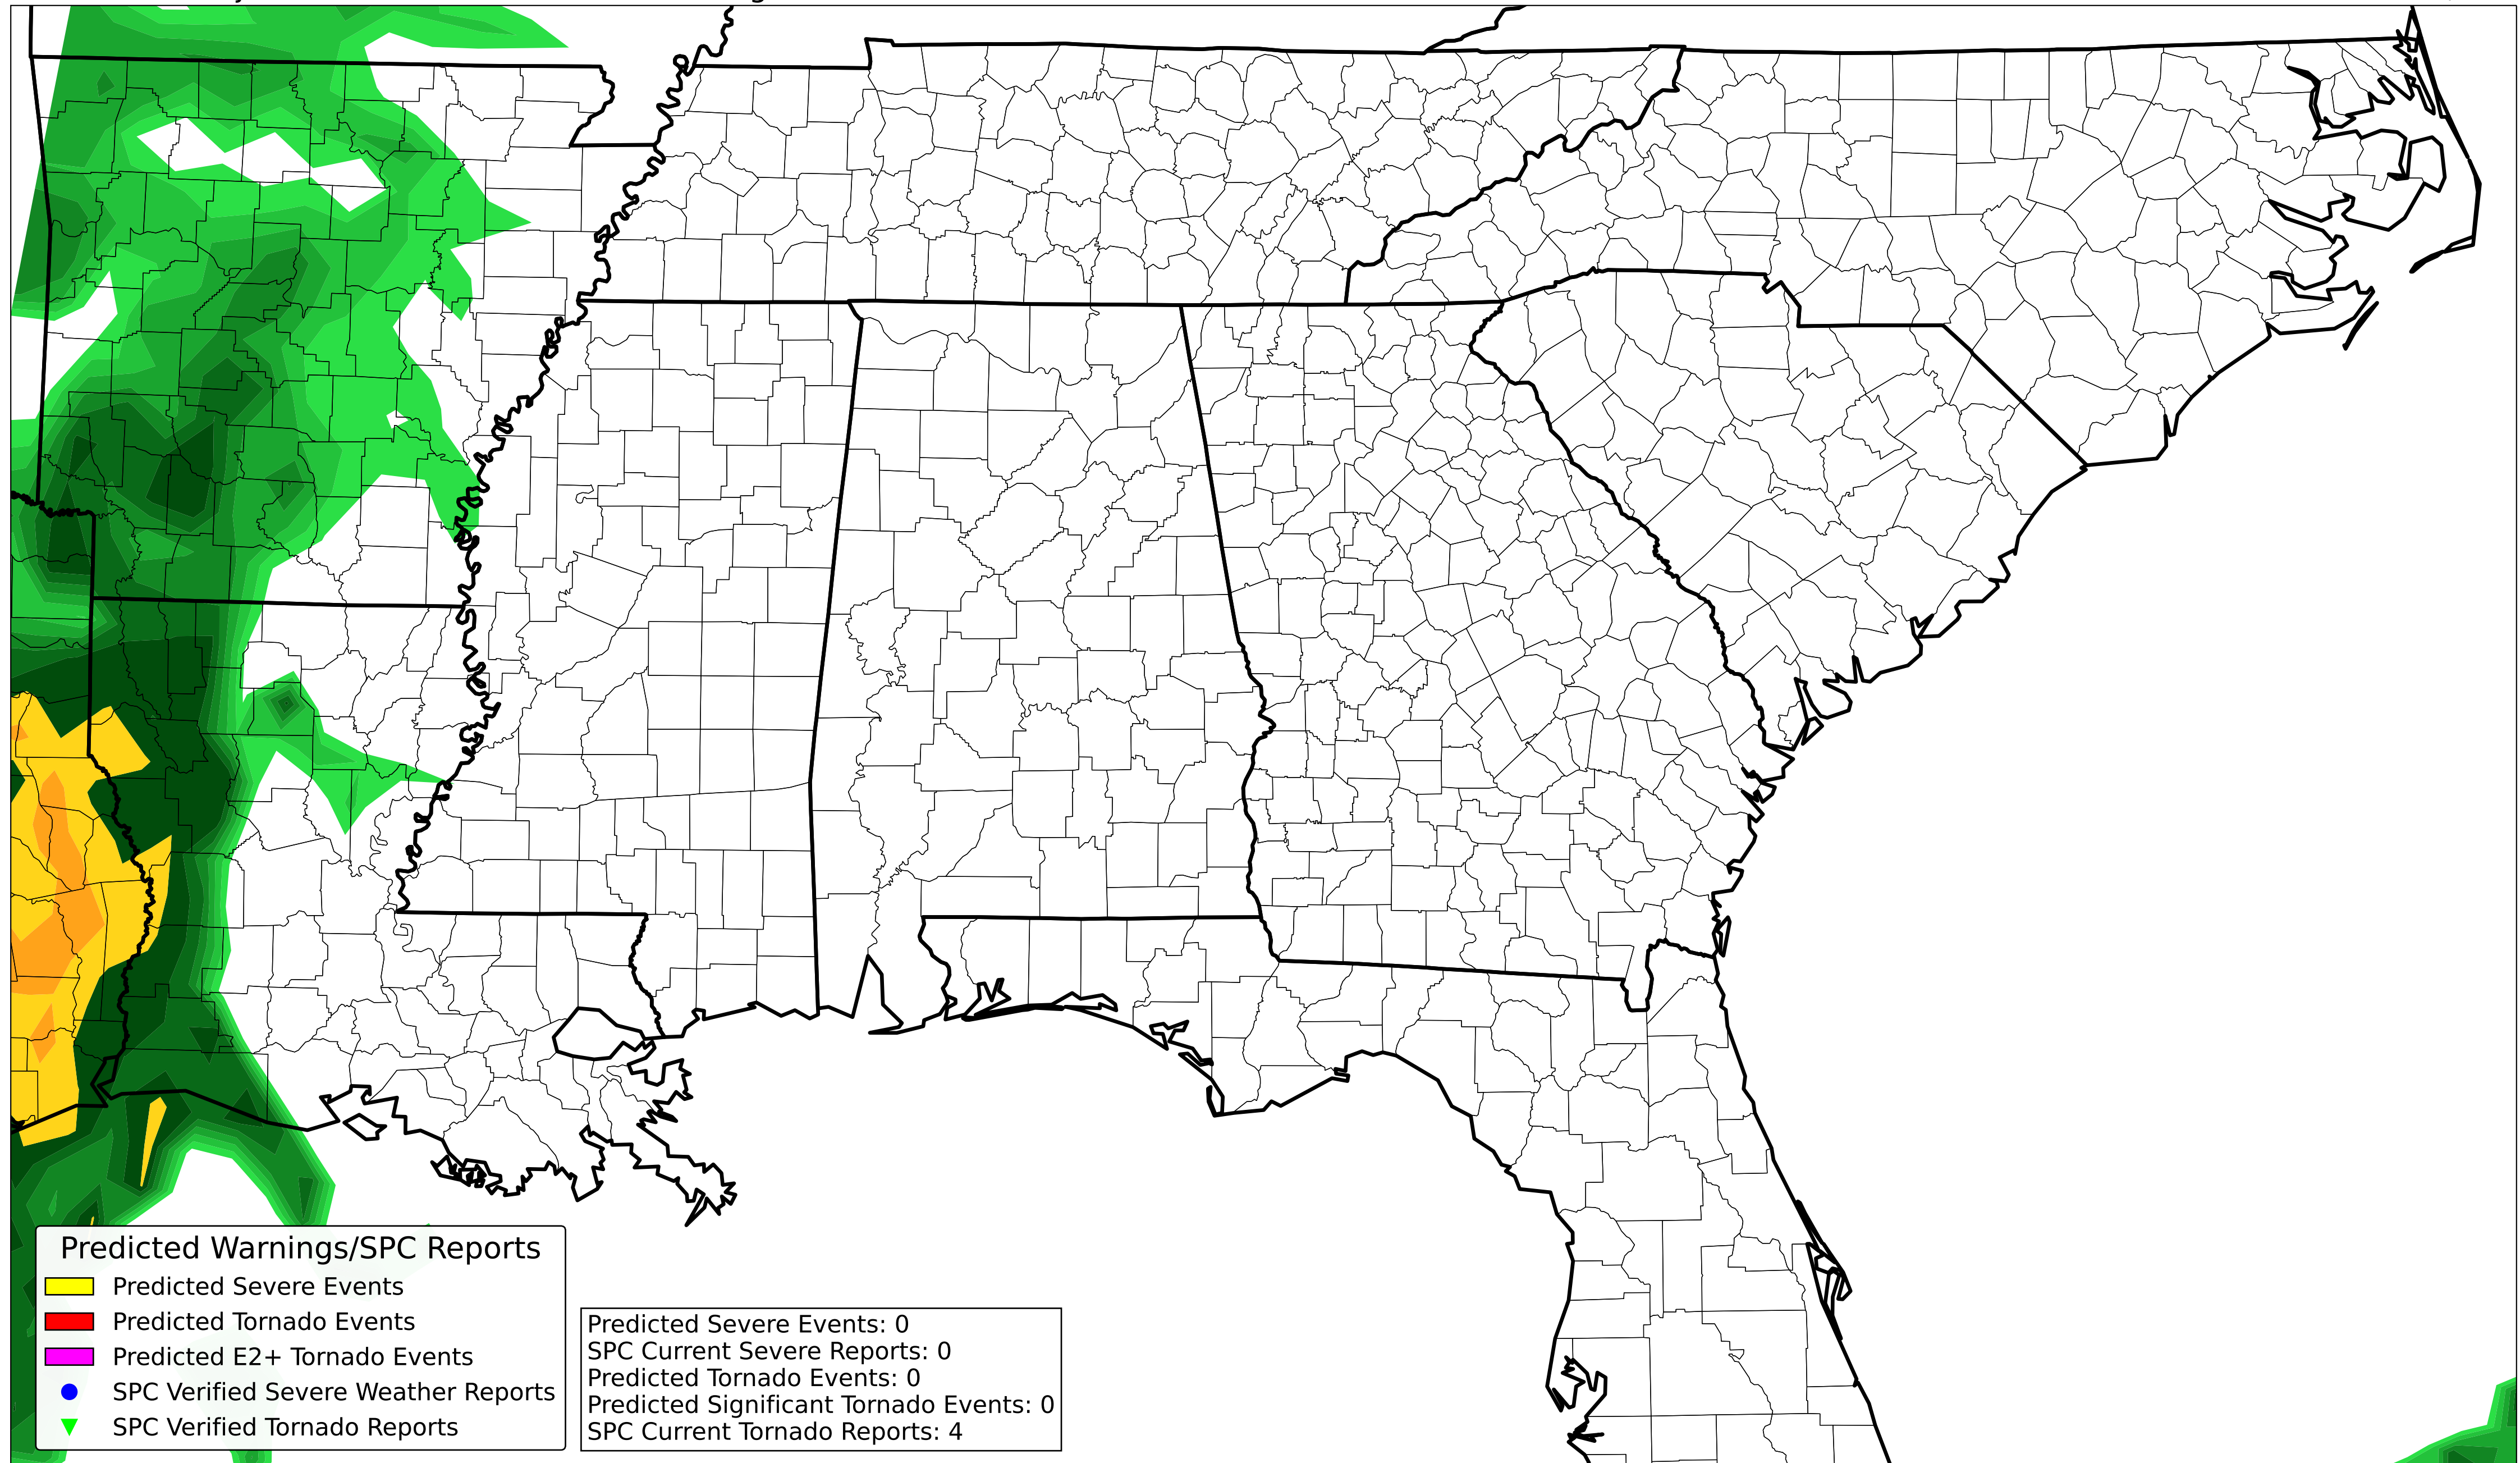 Predicted Warnings/SPC Reports
Predicted Severe Events
Predicted Tornado Events
Predicted E2+ Tornado Events
SPC Verified Severe Weather Reports
SPC Verified Tornado Reports
Predicted Severe Events: 0
SPC Current Severe Reports: 0
Predicted Tornado Events: 0
Predicted Significant Tornado Events: 0
SPC Current Tornado Reports: 4